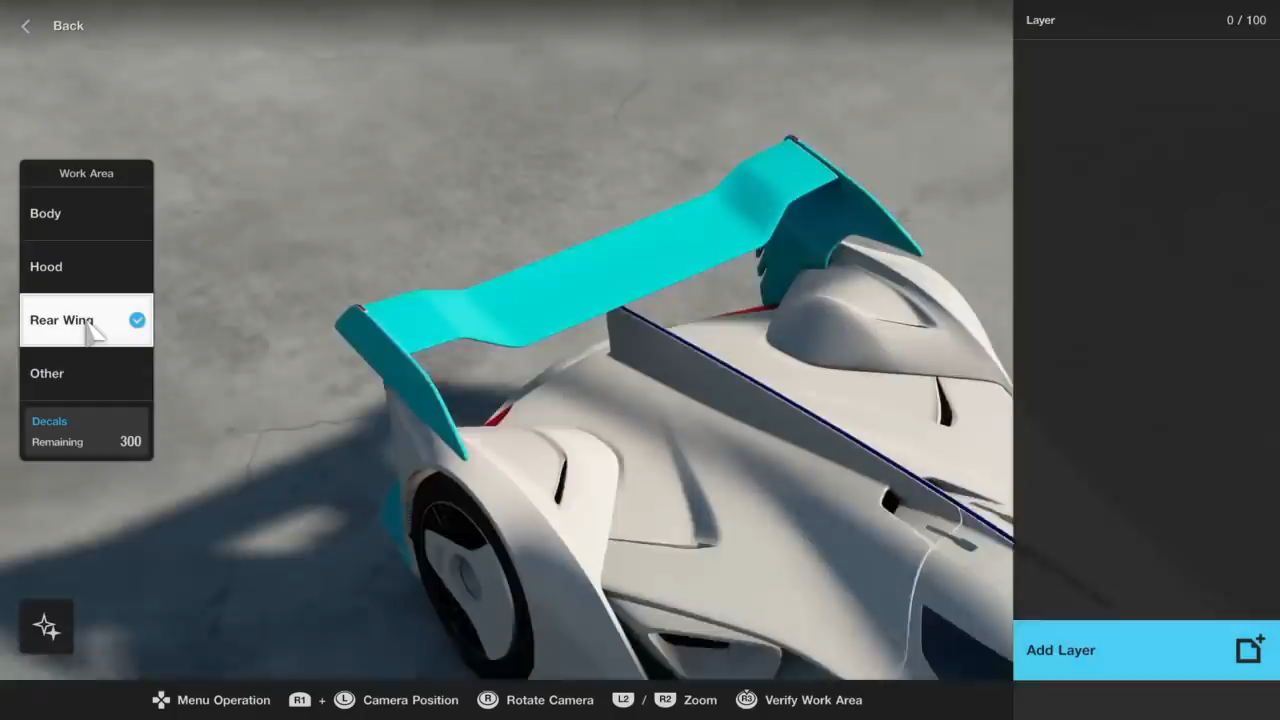 Back
Layer 0 / 100
Work Area
Body
Hood
Rear Wing
Other
Decals
Remaining 300
Add Layer
Menu Operation R1 + L Camera Position R Rotate Camera L2 / R2 Zoom R3 Verify Work Area